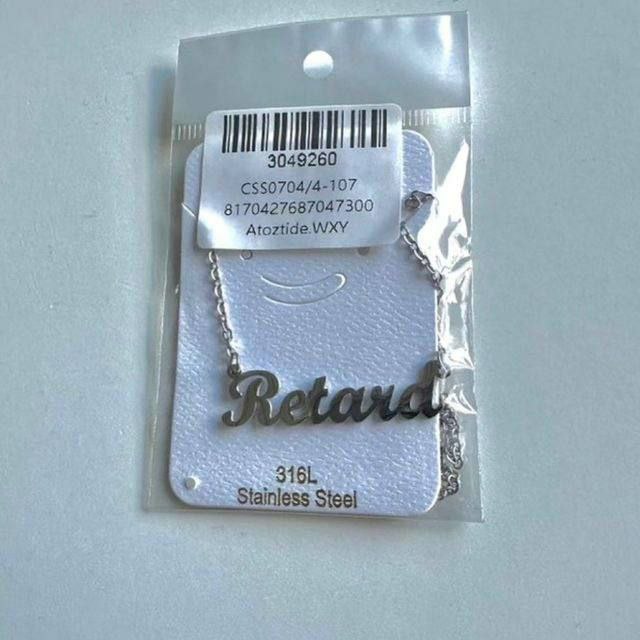 3049260
CSS0704/4-107
8170427687047300
Atoztide.WXY
Retard
316L
Stainless Steel